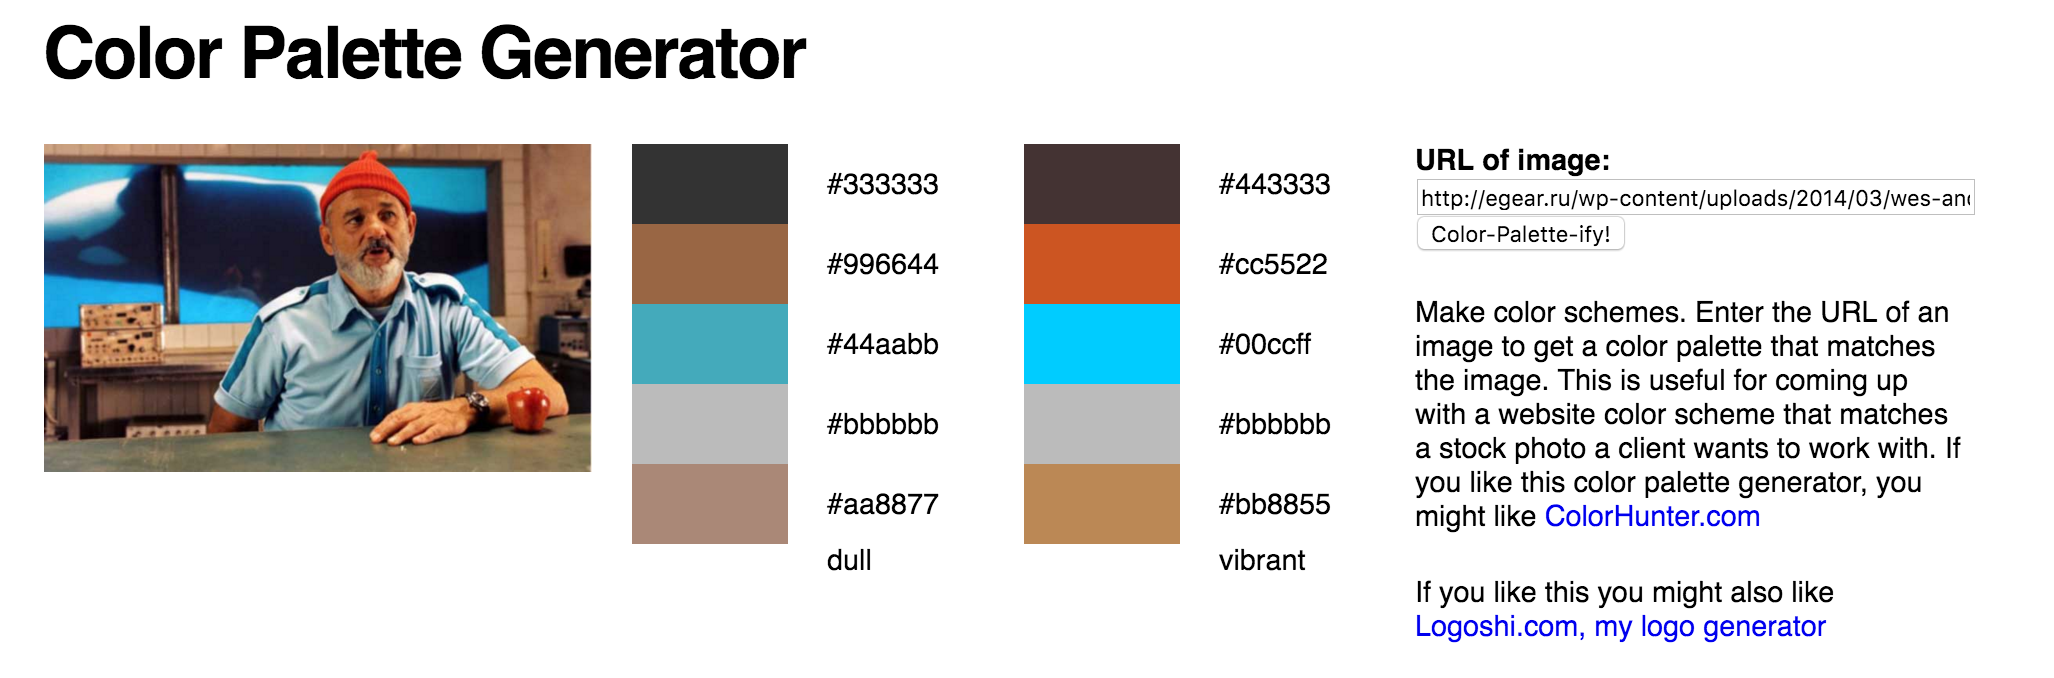 Color Palette Generator
#333333
#996644
#44aabb
#bbbbbb
#aa8877
dull
#443333
#cc5522
#00ccff
#bbbbbb
#bb8855
vibrant
URL of image:
http://egear.ru/wp-content/uploads/2014/03/wes-and
Color-Palette-ify!
Make color schemes. Enter the URL of an
image to get a color palette that matches
the image. This is useful for coming up
with a website color scheme that matches
a stock photo a client wants to work with. If
you like this color palette generator, you
might like ColorHunter.com
If you like this you might also like
Logoshi.com, my logo generator